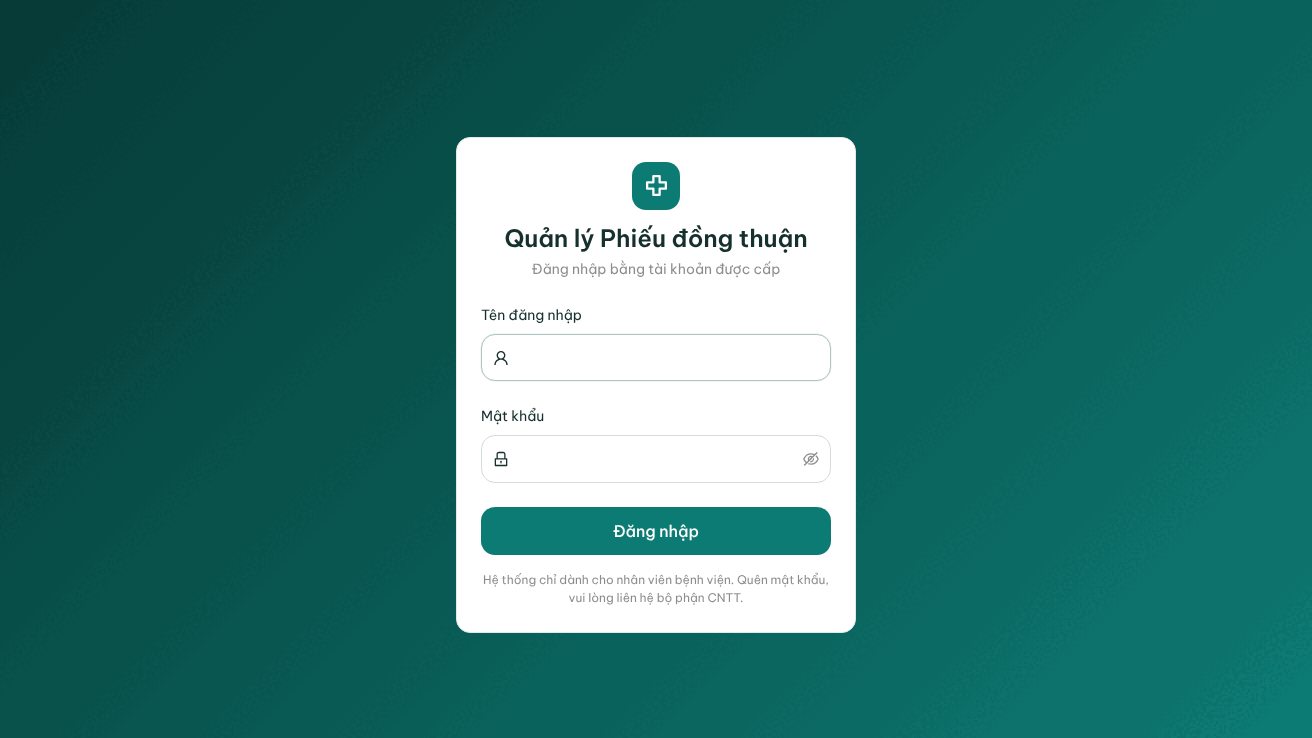 Quản lý Phiếu đồng thuận
Đăng nhập bằng tài khoản được cấp
Tên đăng nhập
Mật khẩu
Đăng nhập
Hệ thống chỉ dành cho nhân viên bệnh viện. Quên mật khẩu,
vui lòng liên hệ bộ phận CNTT.